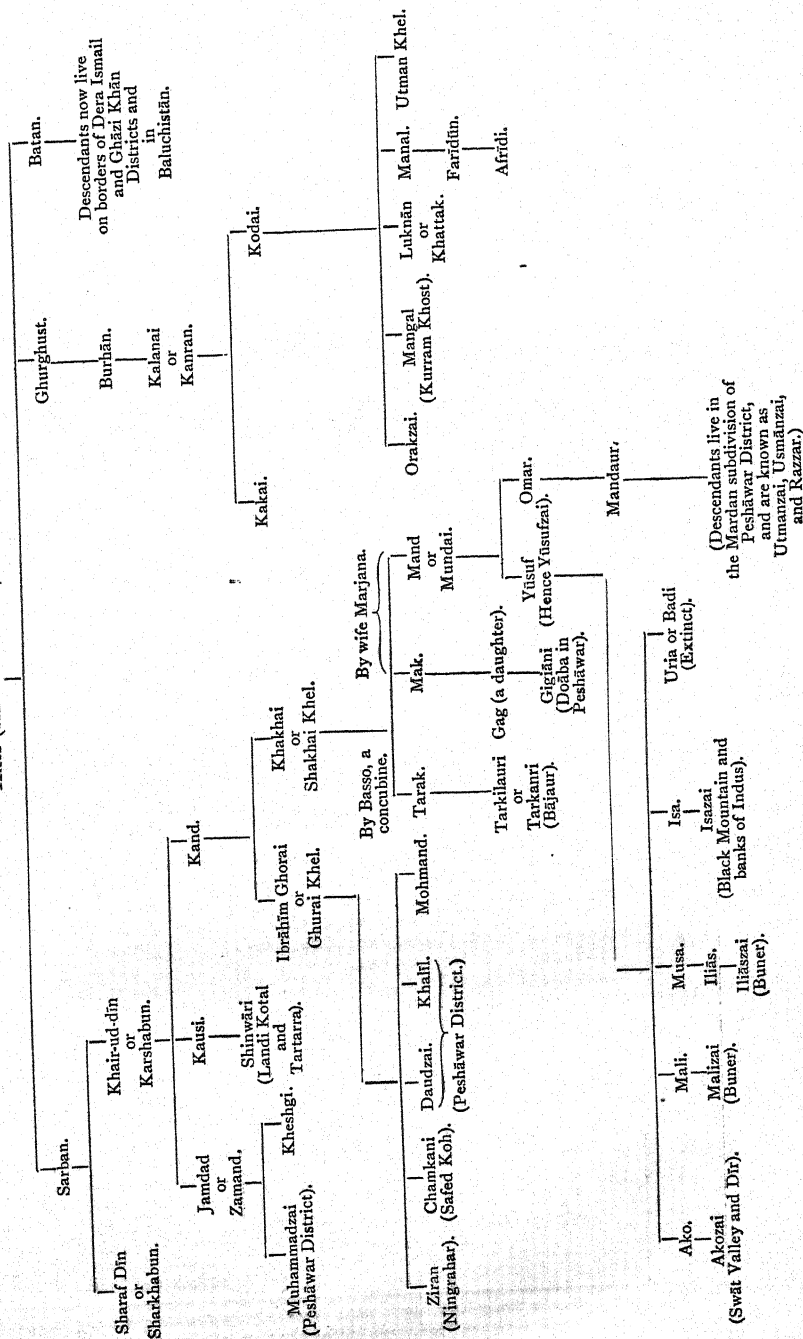 Sarban.
Ghurghust.
Batan.
Descendants now live
on borders of Dera Ismail
and Ghāzi Khān
Districts and
in
Baluchistān.
Sharaf Dīn
or
Sharkhabun.
Khair-ud-dīn
or
Karshabun.
Burhān.
Kalanai
or
Kanran.
Jamdad
or
Zamand.
Kausi.
Kand.
Kakai.
Kodai.
Muhammadzai
(Peshāwar District).
Kheshgi.
Shinwāri
(Landi Kotal
and
Tartarra).
Ibrāhīm Ghorai
or
Ghurai Khel.
Khakhai
or
Shakhai Khel.
Orakzai.
Mangal
(Kurram Khost).
Luknān
or
Khattak.
Manal.
Farīdūn.
Afrīdi.
Utman Khel.
By Basso, a
concubine.
By wife Marjana.
Ziran
(Ningrahar).
Chamkani
(Safed Koh).
Daudzai.
Khalīl.
(Peshāwar District.)
Mohmand.
Tarak.
Mak.
Mand
or
Mundai.
Tarkilauri
or
Tarkanri
(Bājaur).
Gag (a daughter).
Gigiāni
(Doāba in
Peshāwar).
Yūsuf
(Hence Yūsufzai).
Omar.
Mandaur.
(Descendants live in
the Mardan subdivision of
Peshāwar District,
and are known as
Utmanzai, Usmānzai,
and Razzar.)
Ako.
Akozai
(Swāt Valley and Dīr).
Mali.
Malizai
(Buner).
Musa.
Iliās.
Iliāszai
(Buner).
Isa.
Isazai
(Black Mountain and
banks of Indus).
Uria or Badi
(Extinct).